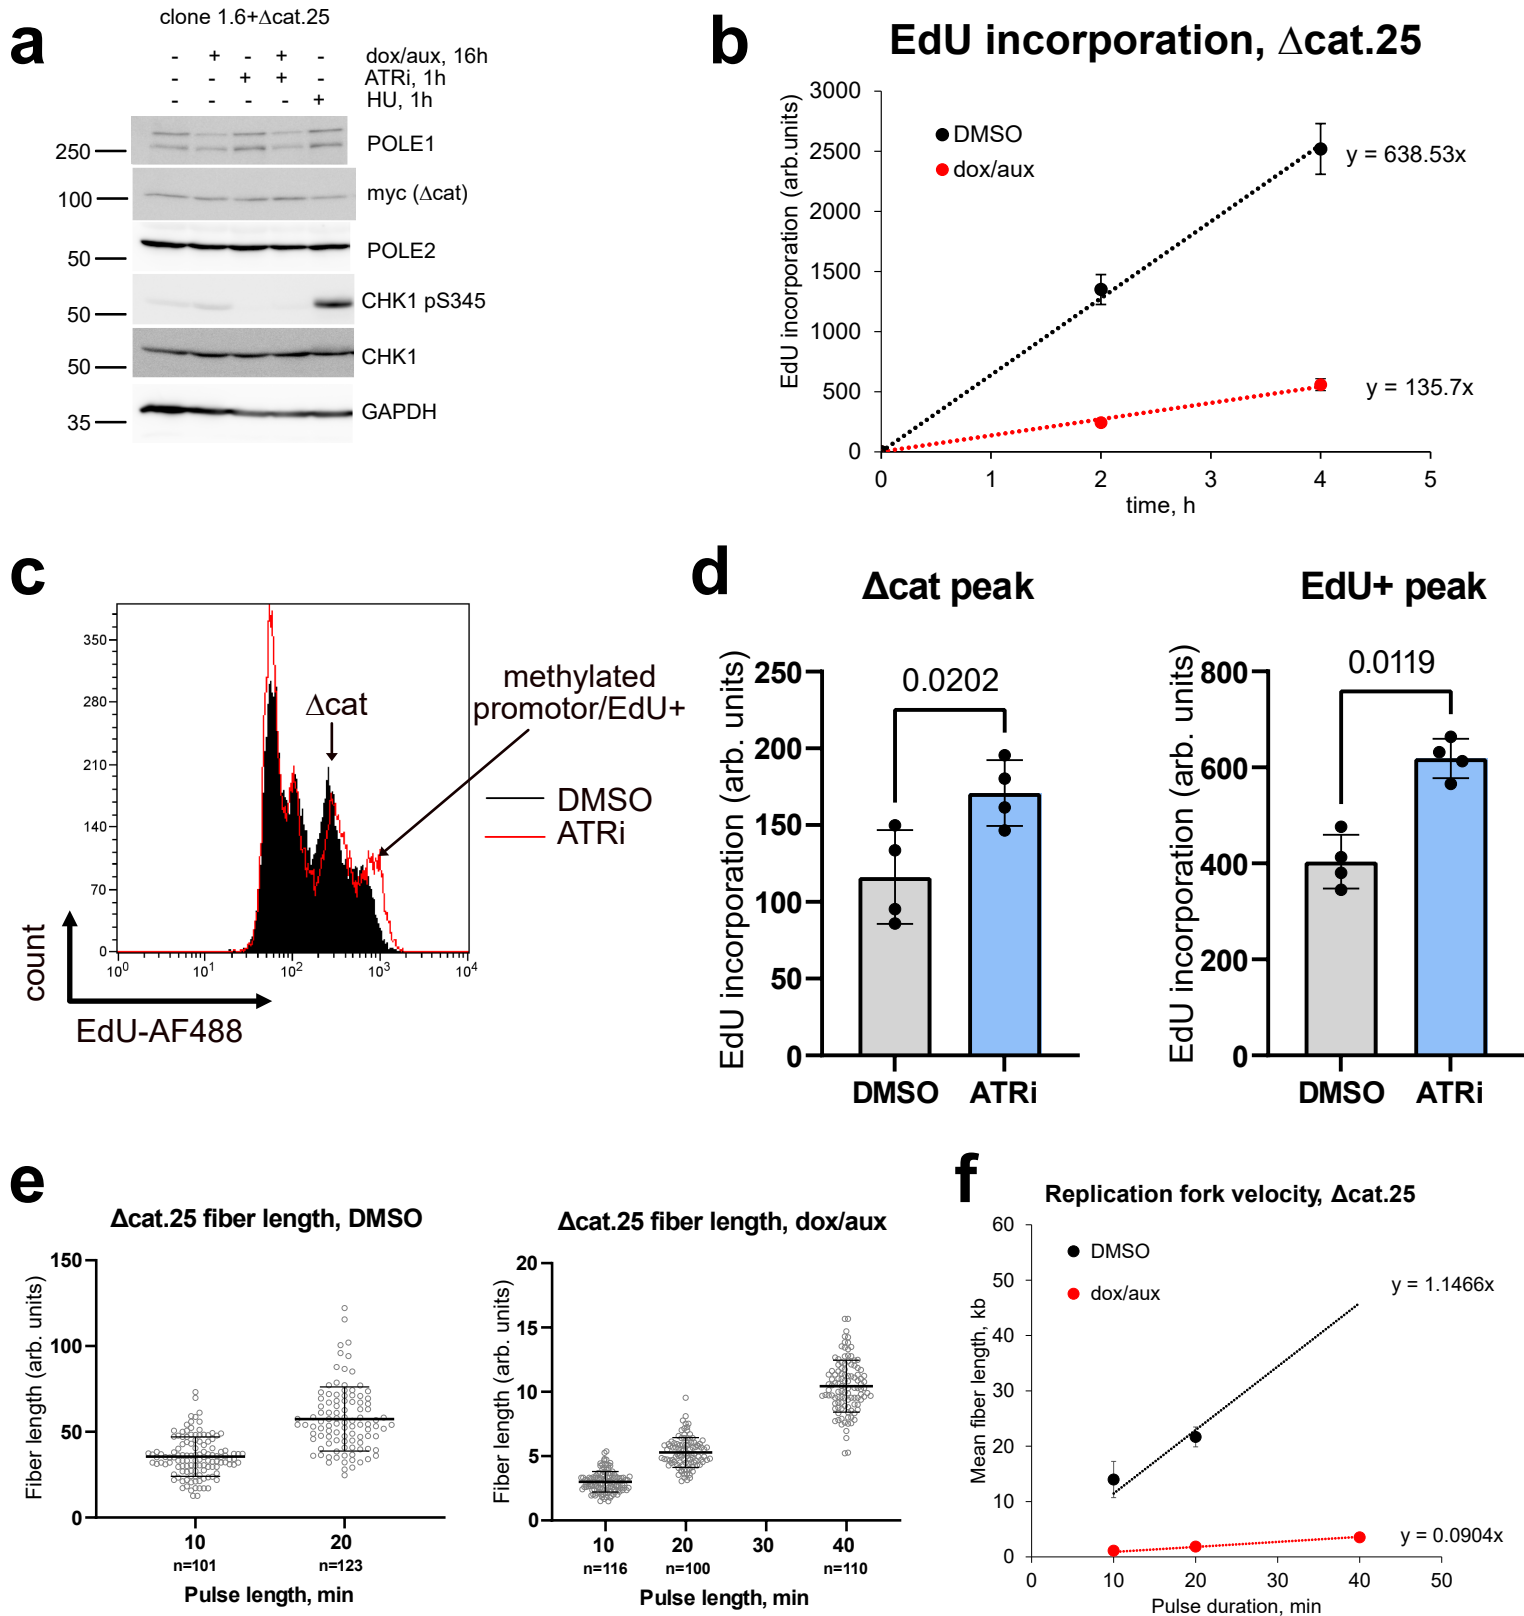 a
clone 1.6+Δcat.25
- + - + - dox/aux, 16h
- - + + - ATRi, 1h
- - - - + HU, 1h
250 POLE1
100 myc (Δcat)
50 POLE2
50 CHK1 pS345
50 CHK1
35 GAPDH
b
EdU incorporation, Δcat.25
EdU incorporation (arb.units)
3000
2500
2000
1500
1000
500
0
DMSO
dox/aux
y = 638.53x
y = 135.7x
0 1 2 3 4 5
time, h
c
350
280
210
140
70
0
Δcat
methylated
promotor/EdU+
DMSO
ATRi
count
10⁰ 10¹ 10² 10³ 10⁴
EdU-AF488
d
Δcat peak
EdU incorporation (arb. units)
250
200
150
100
50
0
0.0202
DMSO ATRi
EdU+ peak
EdU incorporation (arb. units)
800
600
400
200
0
0.0119
DMSO ATRi
e
Δcat.25 fiber length, DMSO
Fiber length (arb. units)
150
100
50
0
10 20
n=101 n=123
Pulse length, min
Δcat.25 fiber length, dox/aux
Fiber length (arb. units)
20
15
10
5
0
10 20 30 40
n=116 n=100 n=110
Pulse length, min
f
Replication fork velocity, Δcat.25
Mean fiber length, kb
60
50
40
30
20
10
0
DMSO
dox/aux
y = 1.1466x
y = 0.0904x
0 10 20 30 40 50
Pulse duration, min